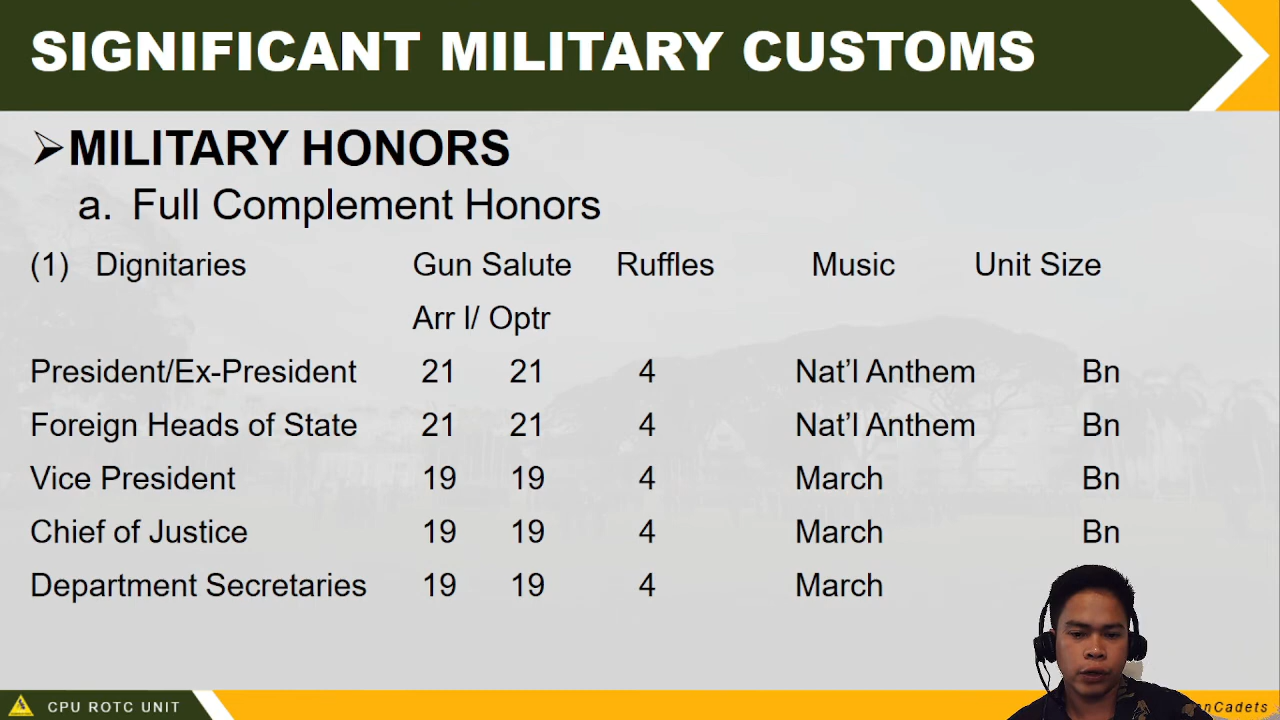 SIGNIFICANT MILITARY CUSTOMS
➢MILITARY HONORS
a. Full Complement Honors
(1) Dignitaries Gun Salute Ruffles Music Unit Size
Arr l/ Optr
President/Ex-President 21 21 4 Nat’l Anthem Bn
Foreign Heads of State 21 21 4 Nat’l Anthem Bn
Vice President 19 19 4 March Bn
Chief of Justice 19 19 4 March Bn
Department Secretaries 19 19 4 March
CPU ROTC UNIT